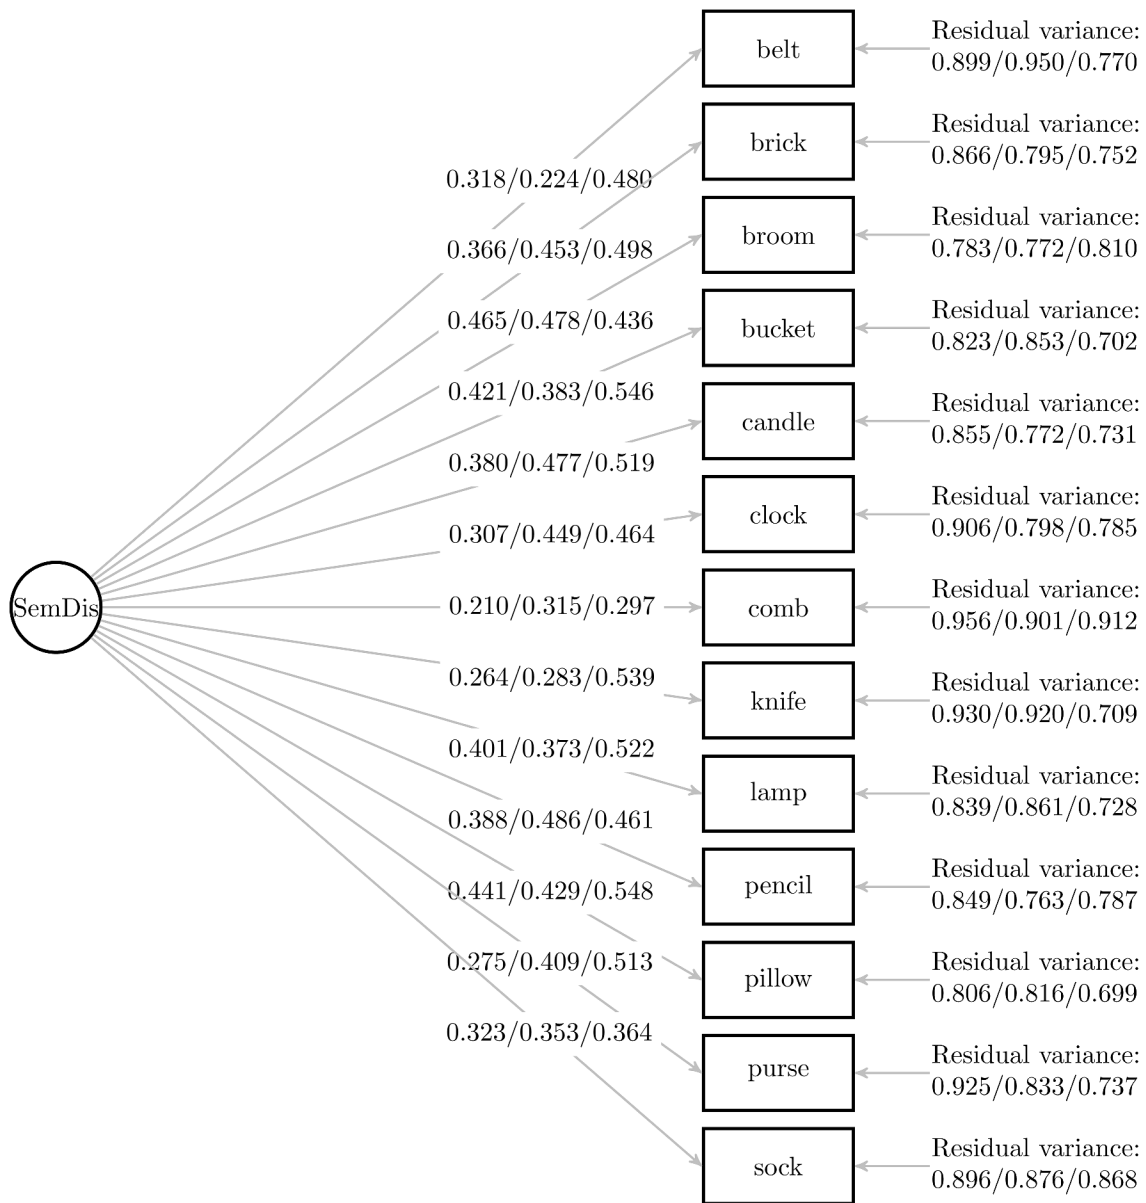 belt
Residual variance:
0.899/0.950/0.770
brick
Residual variance:
0.866/0.795/0.752
0.318/0.224/0.480
broom
Residual variance:
0.783/0.772/0.810
0.366/0.453/0.498
bucket
Residual variance:
0.823/0.853/0.702
0.465/0.478/0.436
0.421/0.383/0.546
candle
Residual variance:
0.855/0.772/0.731
0.380/0.477/0.519
clock
Residual variance:
0.906/0.798/0.785
0.307/0.449/0.464
SemDis
0.210/0.315/0.297
comb
Residual variance:
0.956/0.901/0.912
0.264/0.283/0.539
knife
Residual variance:
0.930/0.920/0.709
0.401/0.373/0.522
lamp
Residual variance:
0.839/0.861/0.728
0.388/0.486/0.461
pencil
Residual variance:
0.849/0.763/0.787
0.441/0.429/0.548
0.275/0.409/0.513
pillow
Residual variance:
0.806/0.816/0.699
0.323/0.353/0.364
purse
Residual variance:
0.925/0.833/0.737
sock
Residual variance:
0.896/0.876/0.868